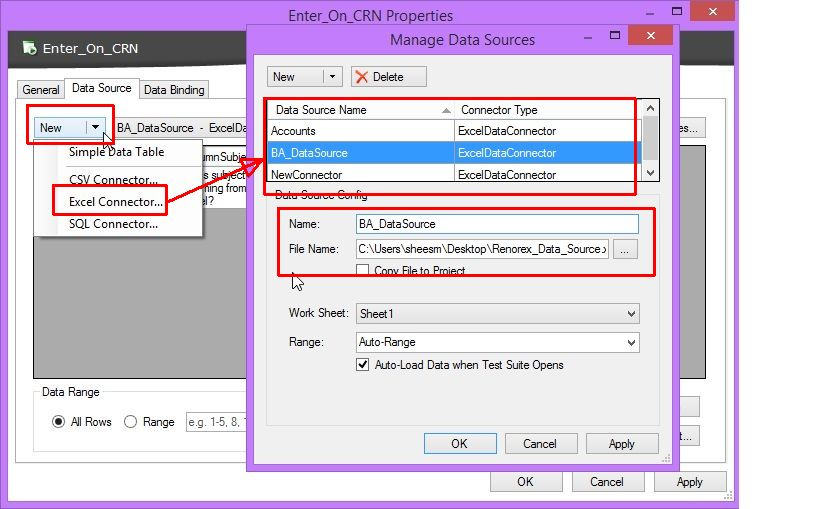 Enter_On_CRN Properties
Enter_On_CRN
General Data Source Data Binding
New BA_DataSource - ExcelDa
es...
Simple Data Table
CSV Connector...
Excel Connector...
SQL Connector...
umnSubje
s subject
ming from
el?
Data Range
All Rows Range e.g. 1-5, 8, 1
t...
OK Cancel Apply
Manage Data Sources
New Delete
Data Source Name Connector Type
Accounts ExcelDataConnector
BA_DataSource ExcelDataConnector
NewConnector ExcelDataConnector
Data Source Config
Name: BA_DataSource
File Name: C:\Users\sheesm\Desktop\Renorex_Data_Source.x ...
Copy File to Project
Work Sheet: Sheet1
Range: Auto-Range
Auto-Load Data when Test Suite Opens
OK Cancel Apply